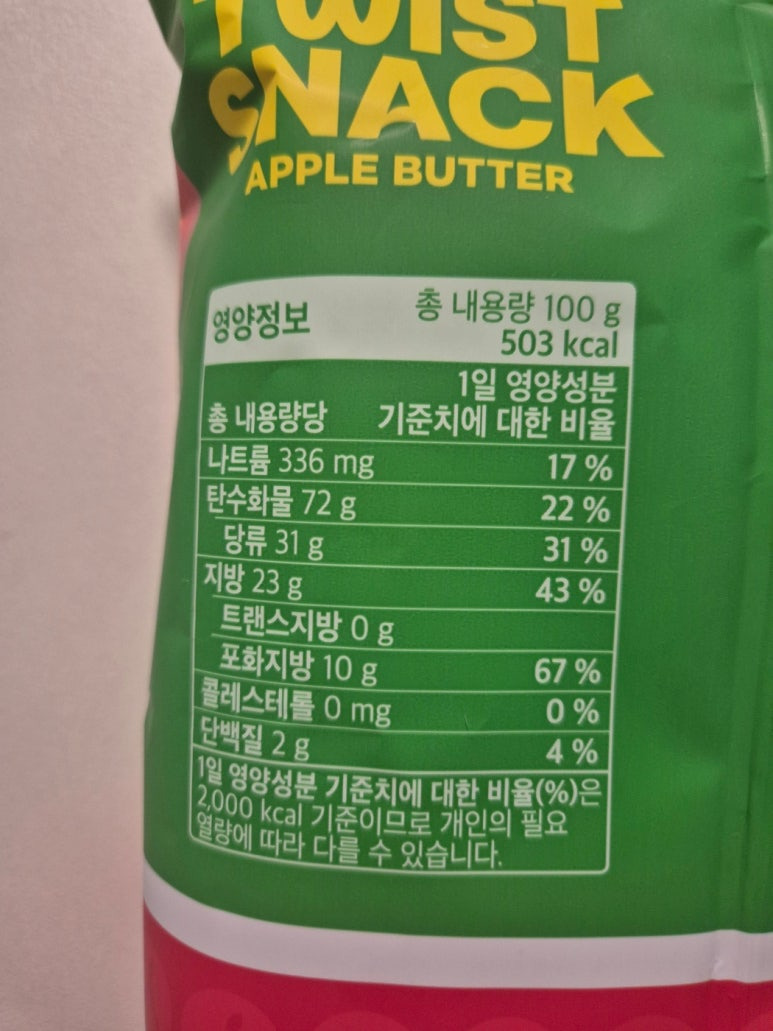 TWIST
SNACK
APPLE BUTTER
영양정보
총 내용량 100 g
503 kcal
1일 영양성분
총 내용량당 기준치에 대한 비율
나트륨 336 mg 17 %
탄수화물 72 g 22 %
당류 31 g 31 %
지방 23 g 43 %
트랜스지방 0 g
포화지방 10 g 67 %
콜레스테롤 0 mg 0 %
단백질 2 g 4 %
1일 영양성분 기준치에 대한 비율(%)은
2,000 kcal 기준이므로 개인의 필요
열량에 따라 다를 수 있습니다.